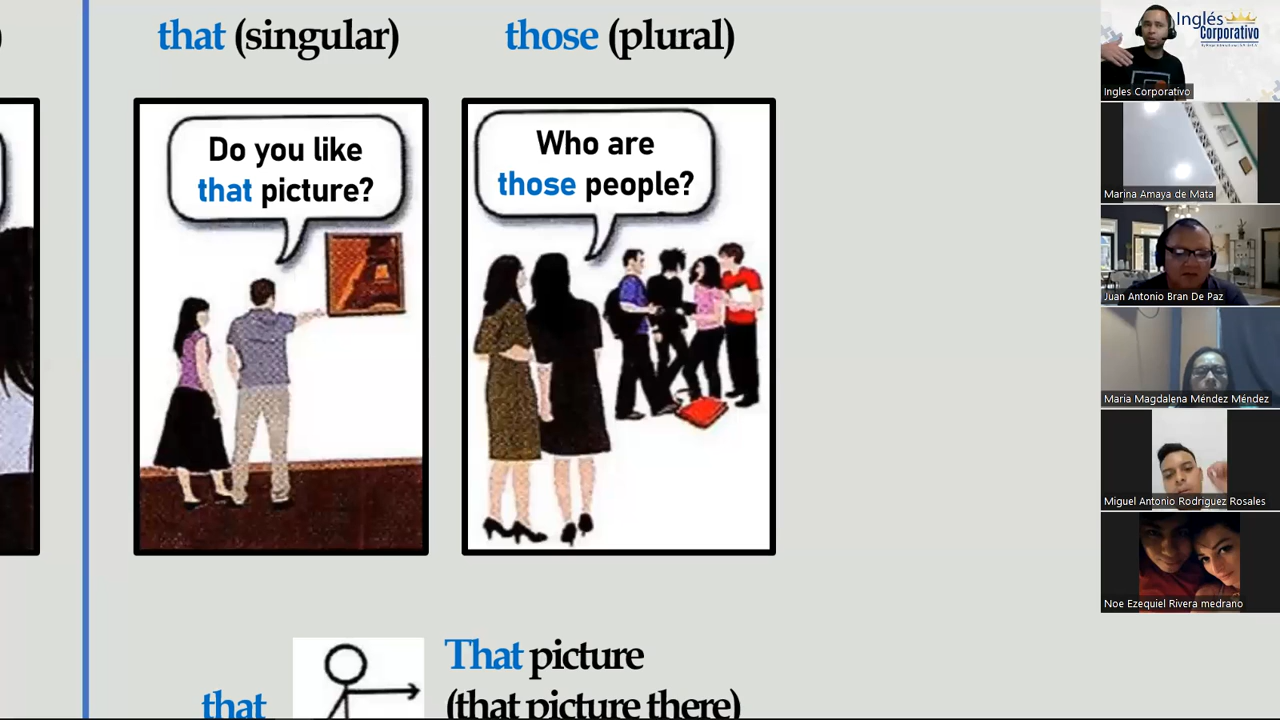 )
that (singular)
those (plural)
Do you like
that picture?
Who are
those people?
That picture
that
(that picture there)
Inglés
Corporativo
Ingles Corporativo
Marina Amaya de Mata
Juan Antonio Bran De Paz
Maria Magdalena Méndez Méndez
Miguel Antonio Rodriguez Rosales
Noe Ezequiel Rivera medrano